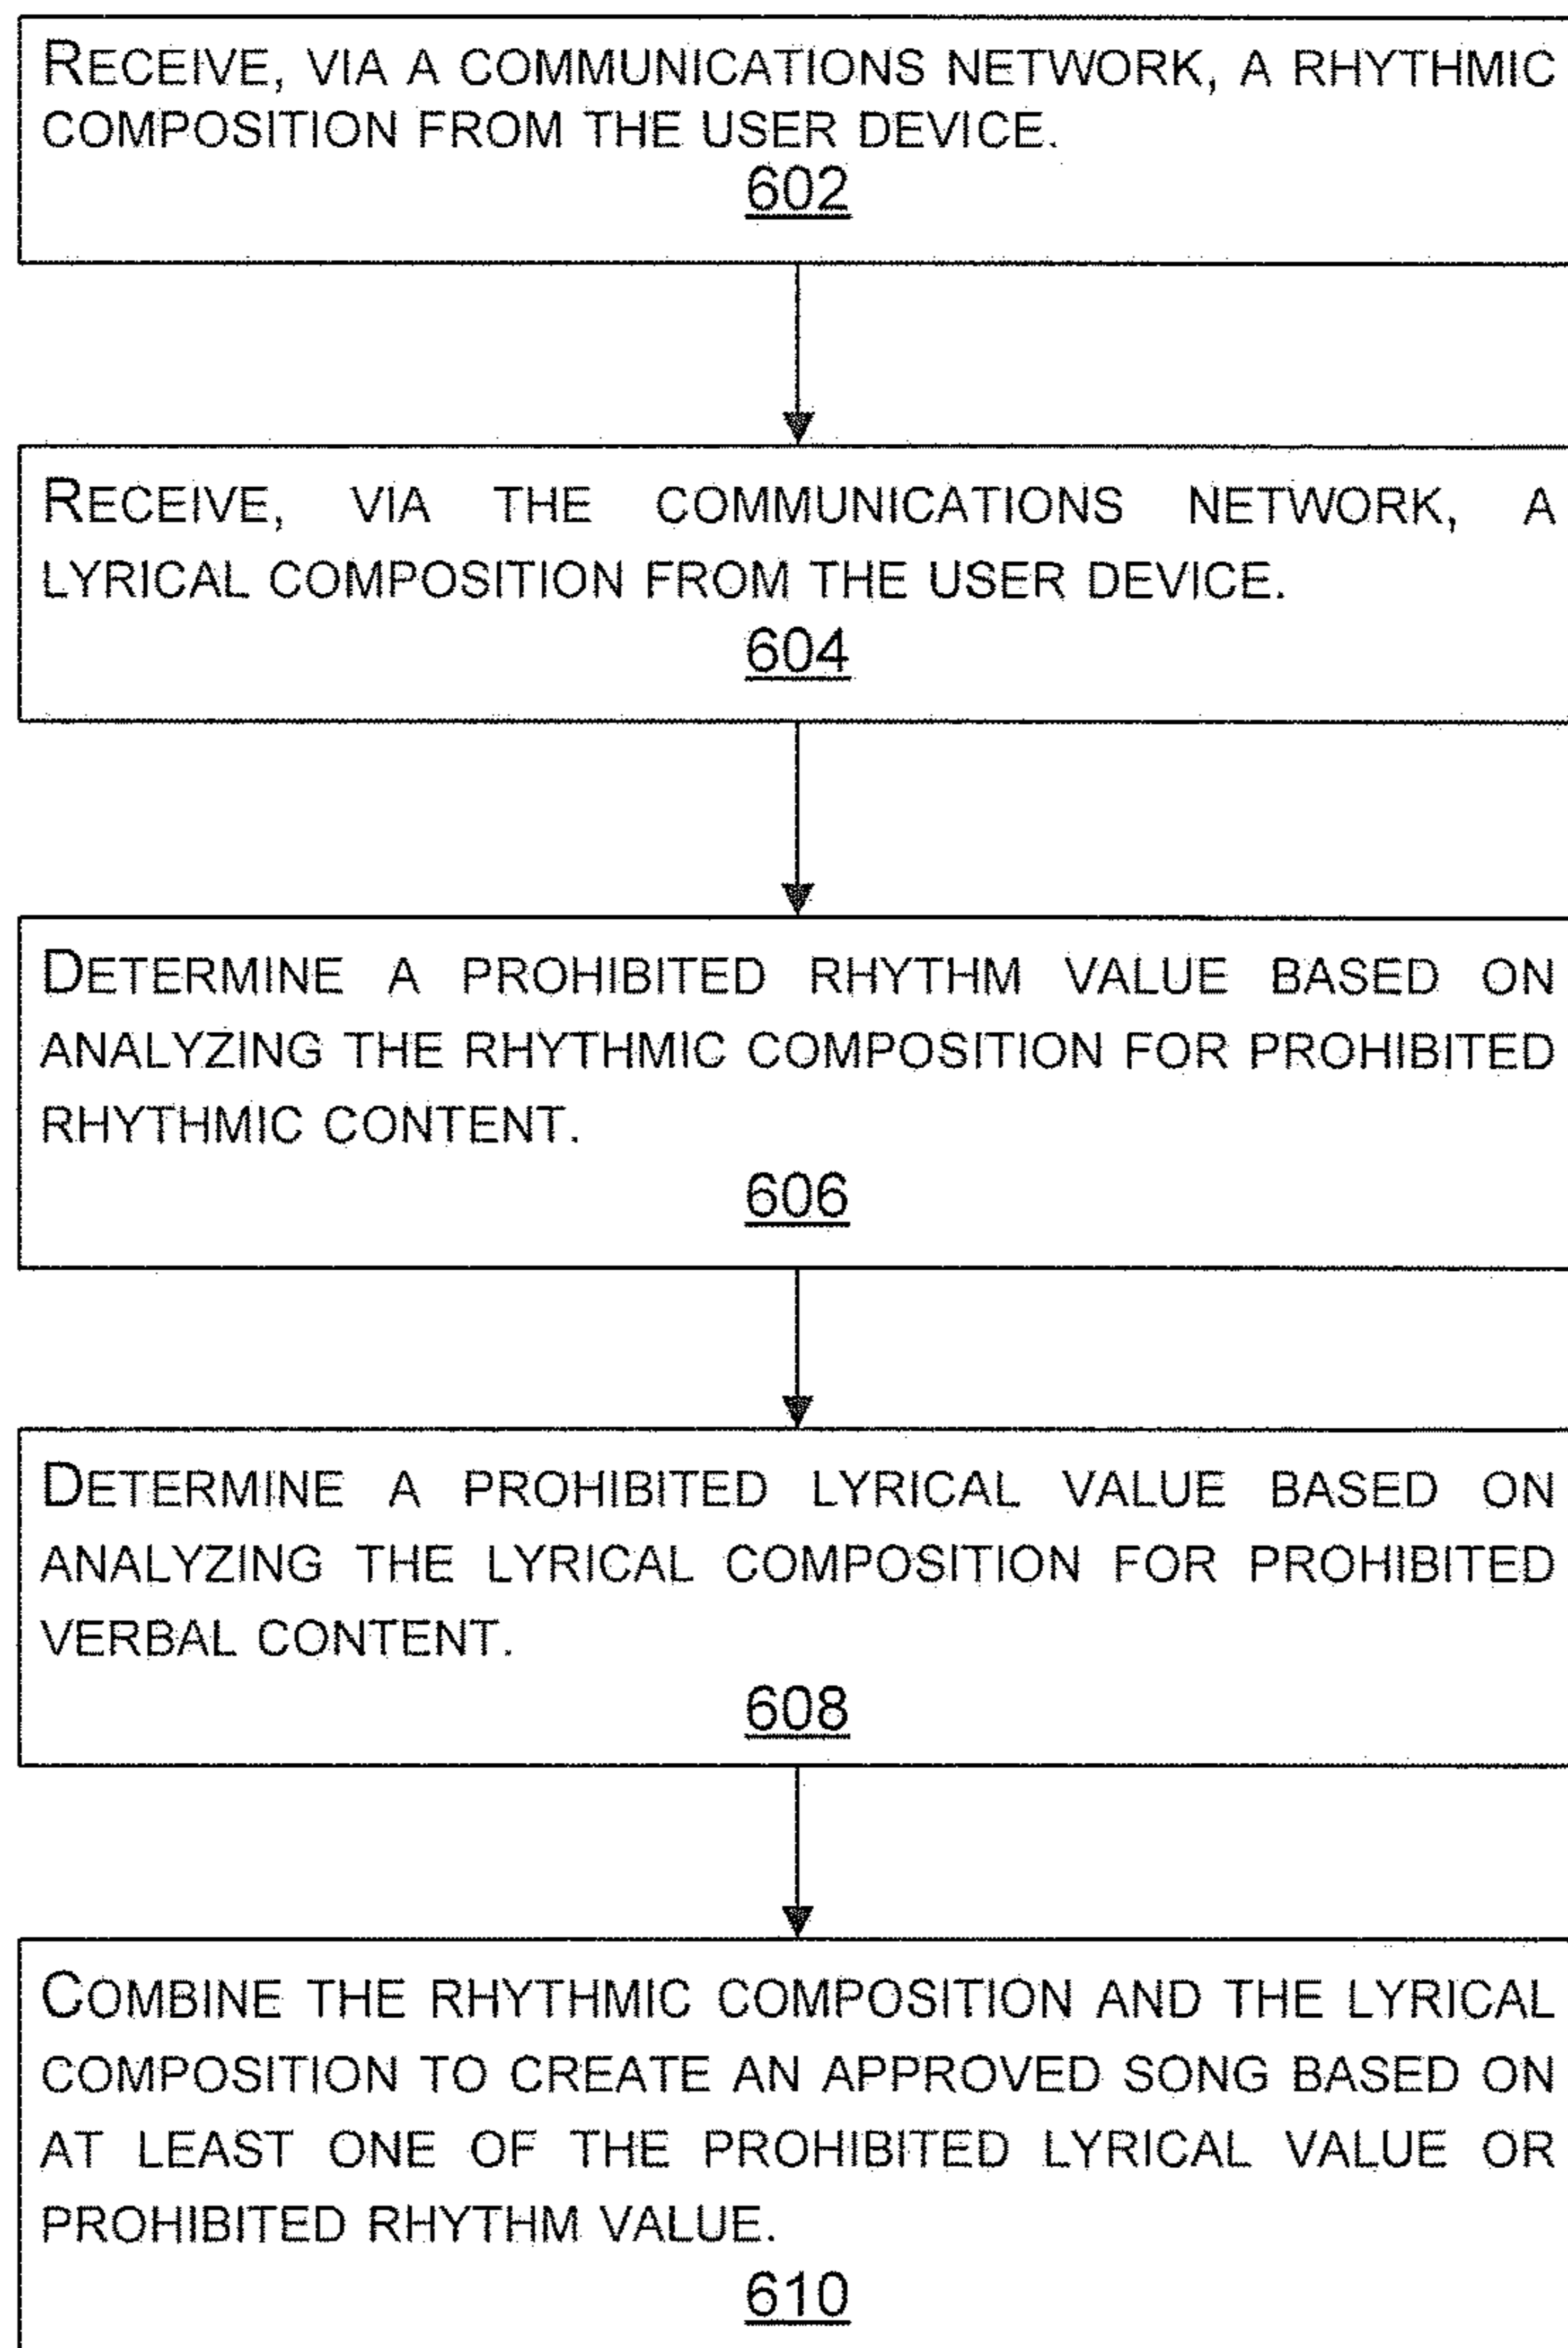 RECEIVE, VIA A COMMUNICATIONS NETWORK, A RHYTHMIC
COMPOSITION FROM THE USER DEVICE.
602
RECEIVE, VIA THE COMMUNICATIONS NETWORK, A
LYRICAL COMPOSITION FROM THE USER DEVICE.
604
DETERMINE A PROHIBITED RHYTHM VALUE BASED ON
ANALYZING THE RHYTHMIC COMPOSITION FOR PROHIBITED
RHYTHMIC CONTENT.
606
DETERMINE A PROHIBITED LYRICAL VALUE BASED ON
ANALYZING THE LYRICAL COMPOSITION FOR PROHIBITED
VERBAL CONTENT.
608
COMBINE THE RHYTHMIC COMPOSITION AND THE LYRICAL
COMPOSITION TO CREATE AN APPROVED SONG BASED ON
AT LEAST ONE OF THE PROHIBITED LYRICAL VALUE OR
PROHIBITED RHYTHM VALUE.
610